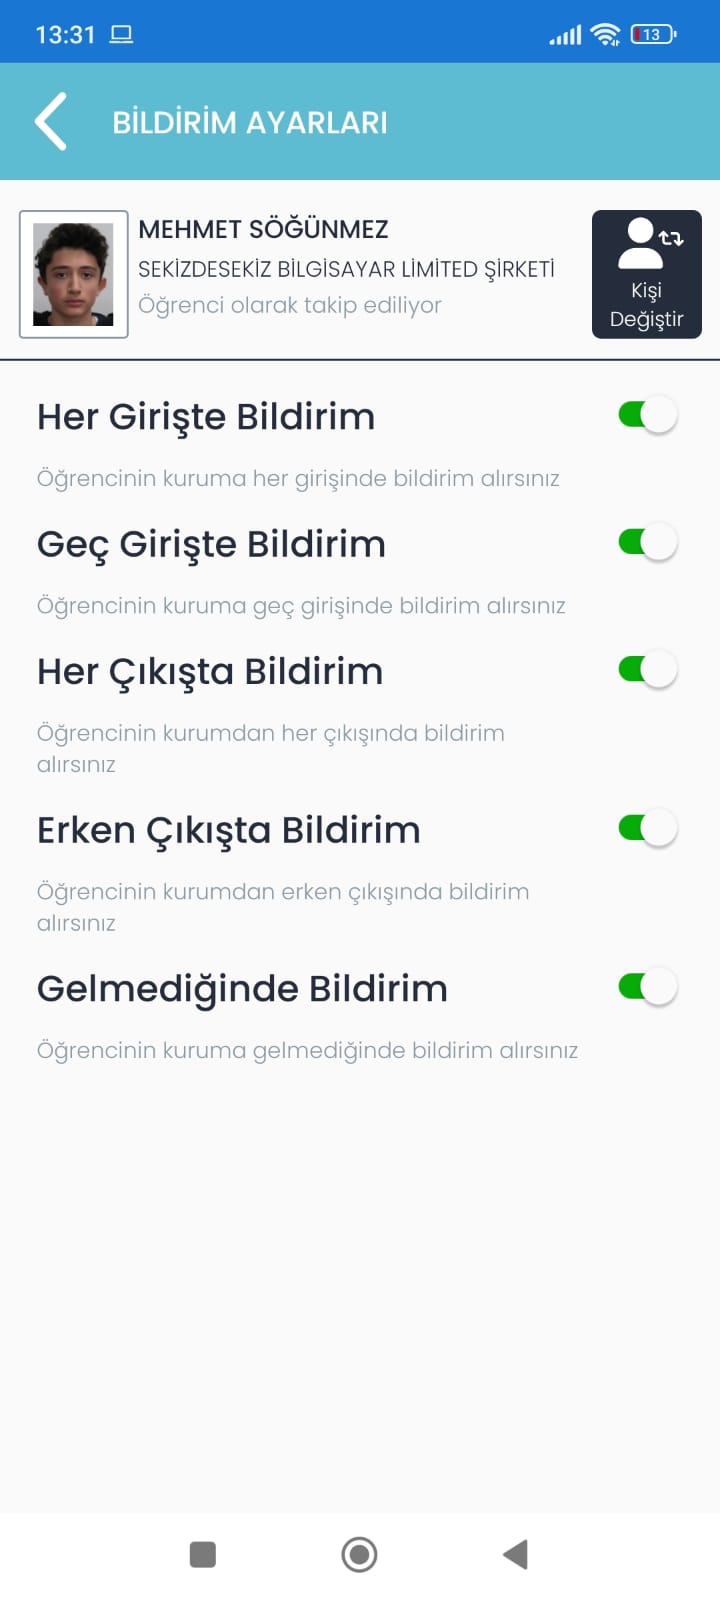 13:31
13
BİLDİRİM AYARLARI
MEHMET SÖĞÜNMEZ
SEKİZDESEKİZ BİLGİSAYAR LİMİTED ŞİRKETİ
Öğrenci olarak takip ediliyor
Kişi
Değiştir
Her Girişte Bildirim
Öğrencinin kuruma her girişinde bildirim alırsınız
Geç Girişte Bildirim
Öğrencinin kuruma geç girişinde bildirim alırsınız
Her Çıkışta Bildirim
Öğrencinin kurumdan her çıkışında bildirim
alırsınız
Erken Çıkışta Bildirim
Öğrencinin kurumdan erken çıkışında bildirim
alırsınız
Gelmediğinde Bildirim
Öğrencinin kuruma gelmediğinde bildirim alırsınız